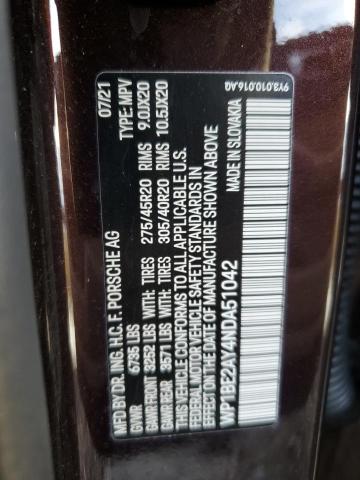 MFD BY DR. ING. H.C. F. PORSCHE AG 07/21
GVWR 6735 LBS TYPE: MPV
GAWR FRONT 3252 LBS WITH: TIRES 275/45R20 RIMS 9.0JX20
GAWR REAR 3577 LBS WITH: TIRES 305/40R20 RIMS 10.5JX20
THIS VEHICLE CONFORMS TO ALL APPLICABLE U.S.
FEDERAL MOTOR VEHICLE SAFETY STANDARDS IN
EFFECT ON THE DATE OF MANUFACTURE SHOWN ABOVE
WP1BE2AY4NDA51042 MADE IN SLOVAKIA
9Y3.010.016.AQ